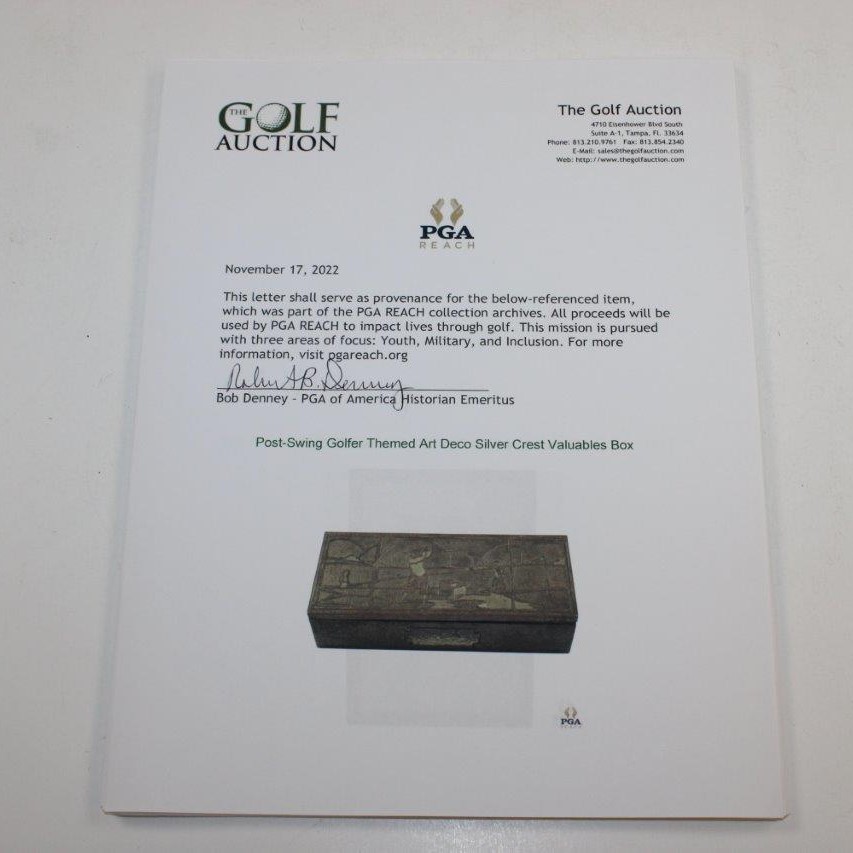 THE
GOLF
AUCTION
The Golf Auction
4710 Eisenhower Blvd South
Suite A-1, Tampa, FL. 33634
Phone: 813.210.9761 Fax: 813.854.2340
E-Mail: sales@thegolfauction.com
Web: http://www.thegolfauction.com
PGA
REACH
November 17, 2022
This letter shall serve as provenance for the below-referenced item,
which was part of the PGA REACH collection archives. All proceeds will be
used by PGA REACH to impact lives through golf. This mission is pursued
with three areas of focus: Youth, Military, and Inclusion. For more
information, visit pgareach.org
Robert B. Denney
Bob Denney - PGA of America Historian Emeritus
Post-Swing Golfer Themed Art Deco Silver Crest Valuables Box
PGA
REACH